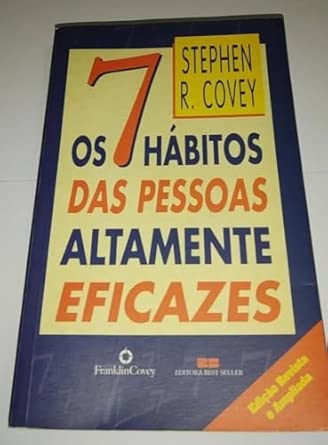 STEPHEN
R. COVEY
OS 7 HÁBITOS
DAS PESSOAS
ALTAMENTE
EFICAZES
FranklinCovey
EDITORA BEST SELLER
Edição Revista
e Ampliada